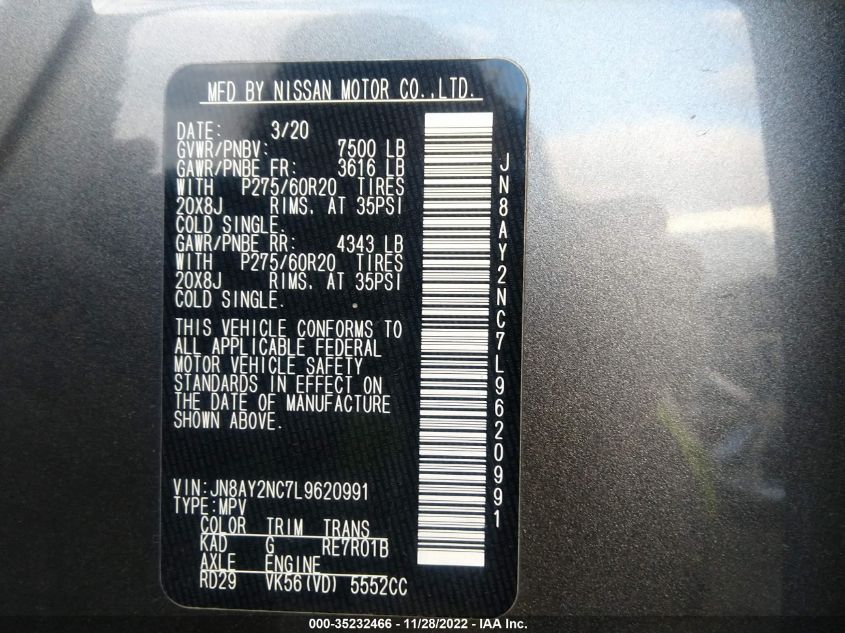 MFD BY NISSAN MOTOR CO.,LTD.
DATE: 3/20
GVWR/PNBV: 7500 LB
GAWR/PNBE FR: 3616 LB
WITH P275/60R20 TIRES
20X8J RIMS, AT 35PSI
COLD SINGLE.
GAWR/PNBE RR: 4343 LB
WITH P275/60R20 TIRES
20X8J RIMS, AT 35PSI
COLD SINGLE.
THIS VEHICLE CONFORMS TO
ALL APPLICABLE FEDERAL
MOTOR VEHICLE SAFETY
STANDARDS IN EFFECT ON
THE DATE OF MANUFACTURE
SHOWN ABOVE.
VIN:JN8AY2NC7L9620991
TYPE:MPV
COLOR TRIM TRANS
KAD G RE7R01B
AXLE ENGINE
RD29 VK56(VD) 5552CC
JN8AY2NC7L9620991
000-35232466 - 11/28/2022 - IAA Inc.